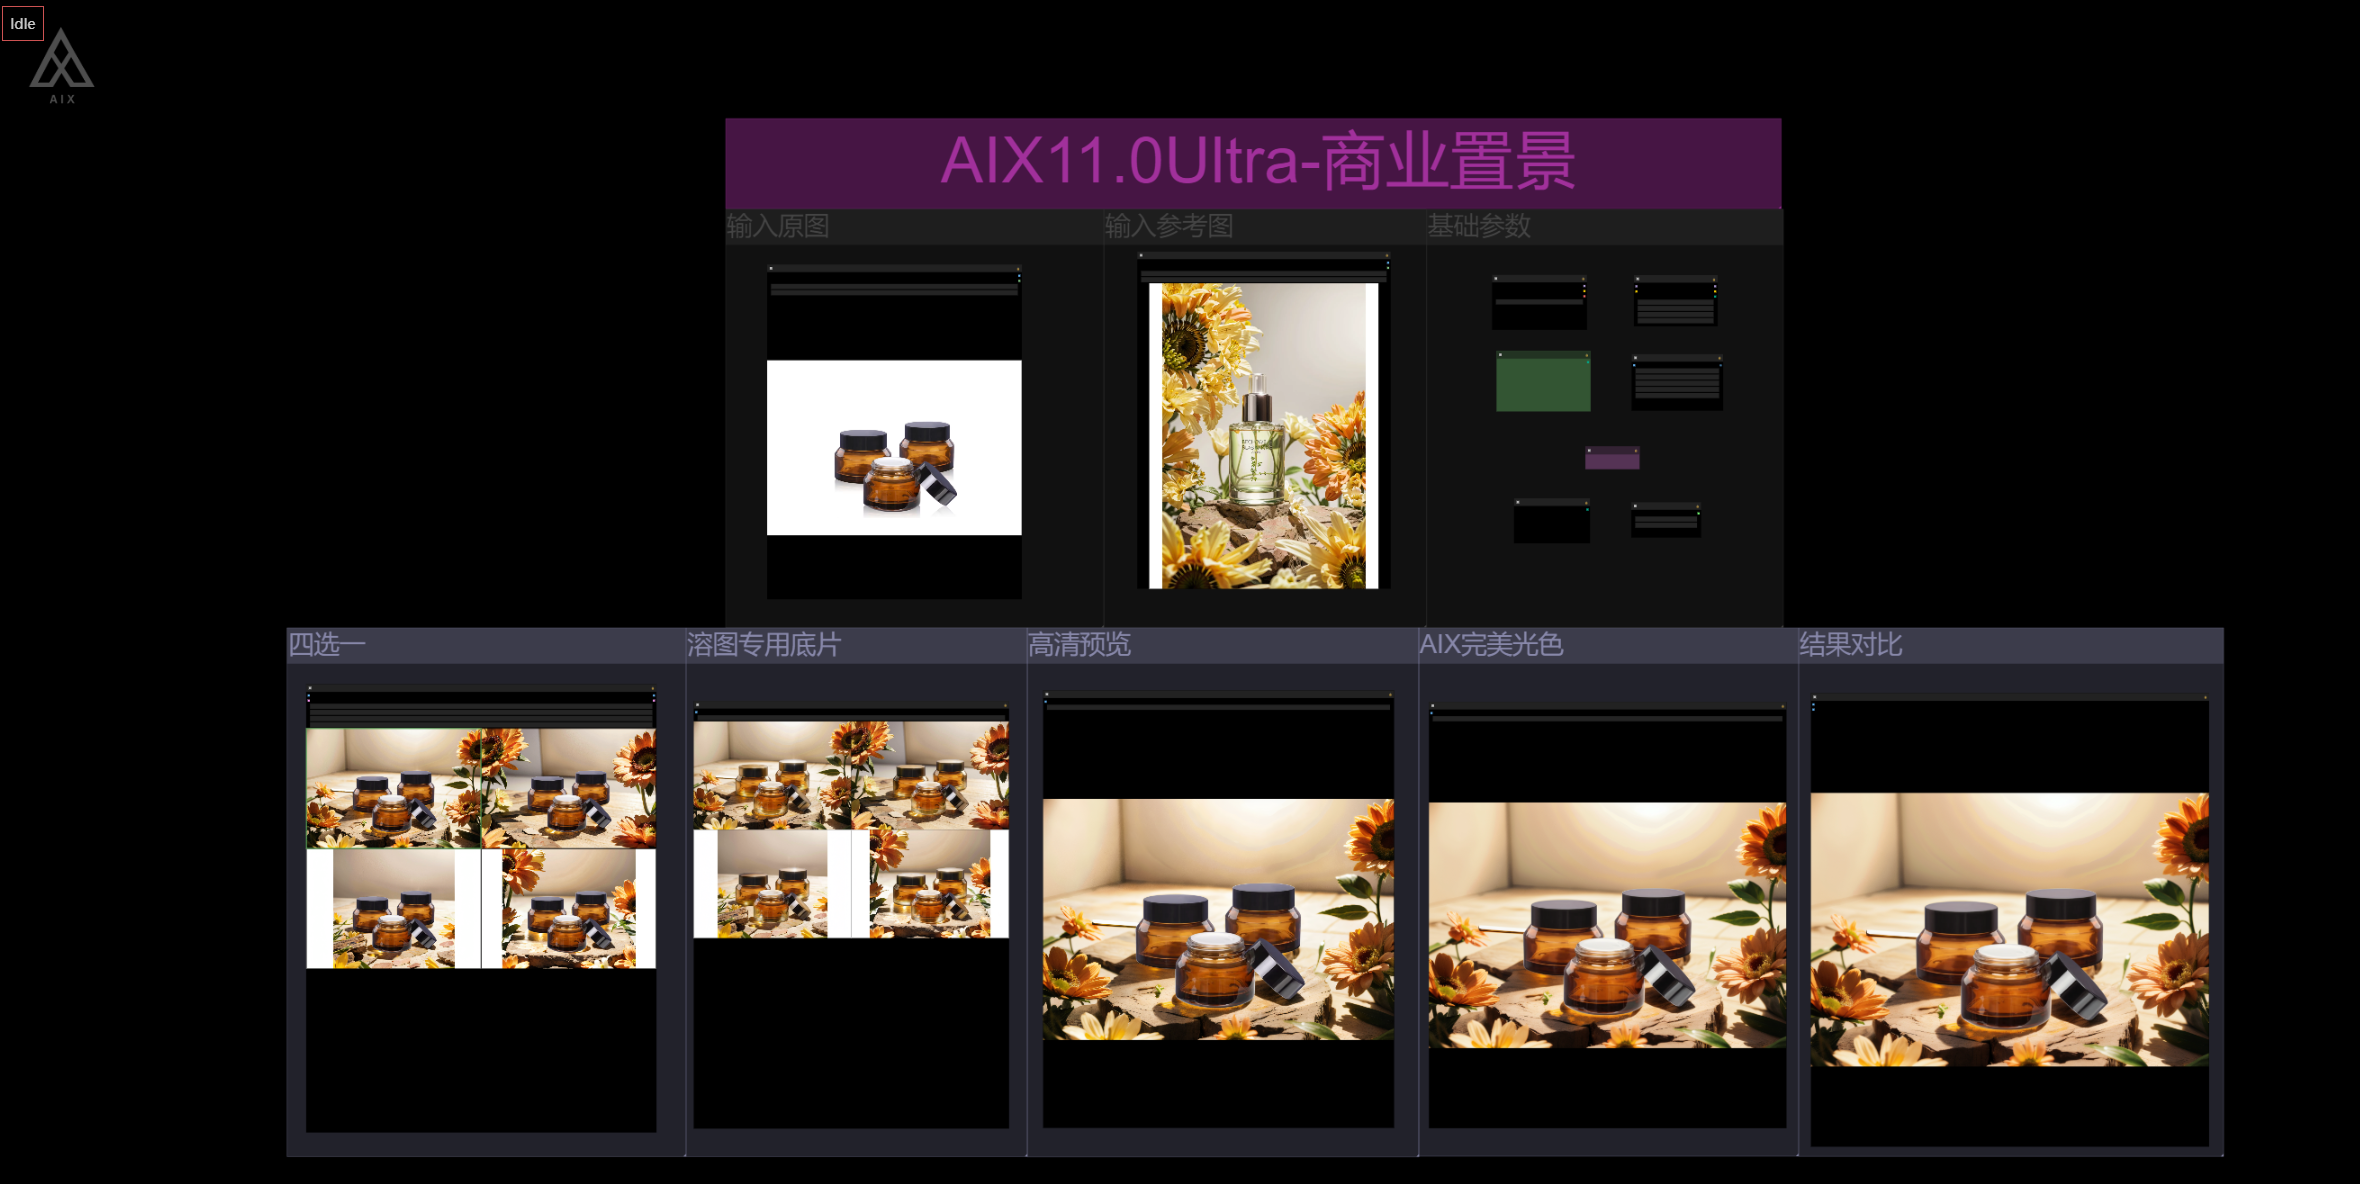 Idle
AIX
AIX11.0Ultra-商业置景
输入原图
输入参考图
基础参数
四选一
溶图专用底片
高清预览
AIX完美光色
结果对比